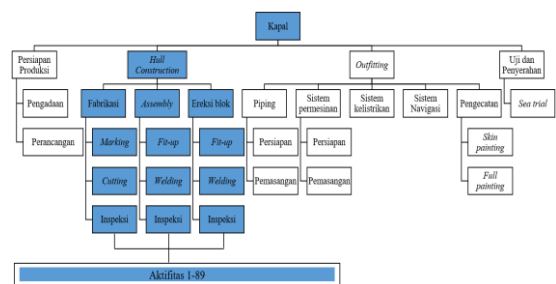 Kapal
Persiapan
Produksi
Hull
Construction
Outfitting
Uji dan
Penyerahan
Pengadaan
Fabrikasi
Assembly
Ereksi blok
Piping
Sistem
permesinan
Sistem
kelistrikan
Sistem
Navigasi
Pengecatan
Sea trial
Perancangan
Marking
Fit-up
Fit-up
Persiapan
Persiapan
Skin
painting
Cutting
Welding
Welding
Pemasangan
Pemasangan
Full
painting
Inspeksi
Inspeksi
Inspeksi
Aktifitas 1-89